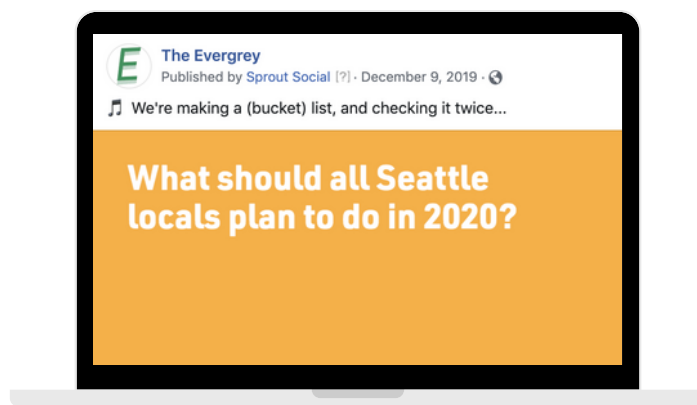 E
The Evergrey
Published by Sprout Social [?] · December 9, 2019 ·
🎵 We're making a (bucket) list, and checking it twice...
What should all Seattle
locals plan to do in 2020?